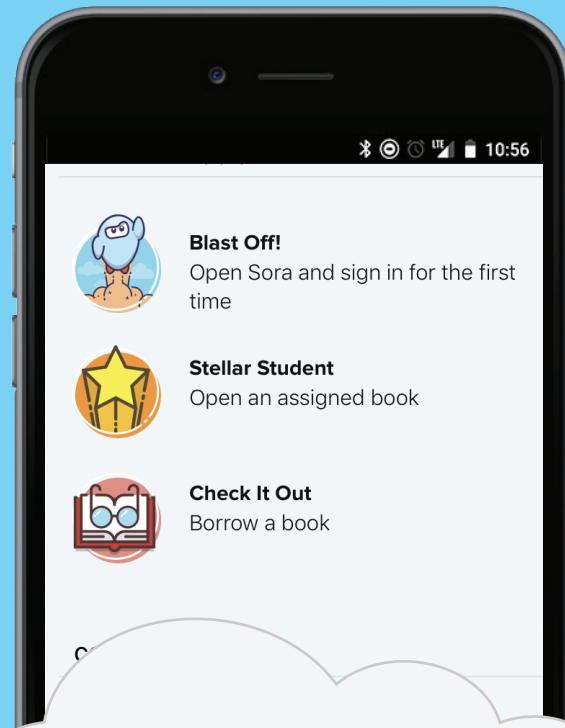 LTE 10:56
Blast Off!
Open Sora and sign in for the first
time
Stellar Student
Open an assigned book
Check It Out
Borrow a book